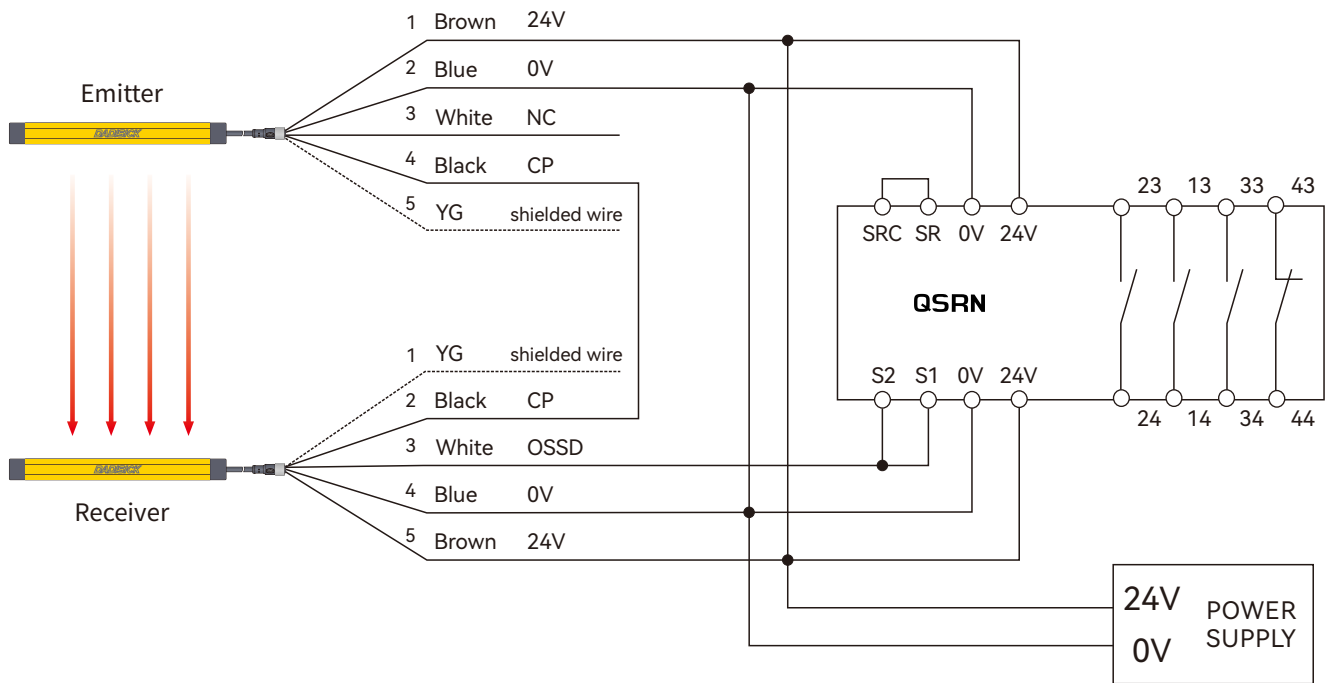 1 Brown 24V
2 Blue 0V
Emitter
DADISICK
3 White NC
4 Black CP
5 YG shielded wire
23 13 33 43
SRC SR 0V 24V
QSRN
1 YG shielded wire
S2 S1 0V 24V
2 Black CP
24 14 34 44
3 White OSSD
DADISICK
4 Blue 0V
Receiver
5 Brown 24V
24V
POWER
SUPPLY
0V